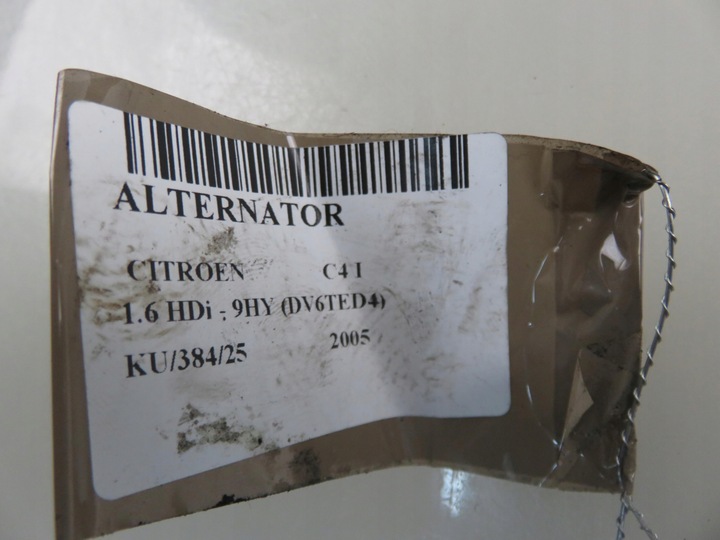 ALTERNATOR
CITROEN C4 I
1.6 HDi - 9HY (DV6TED4)
KU/384/25 2005